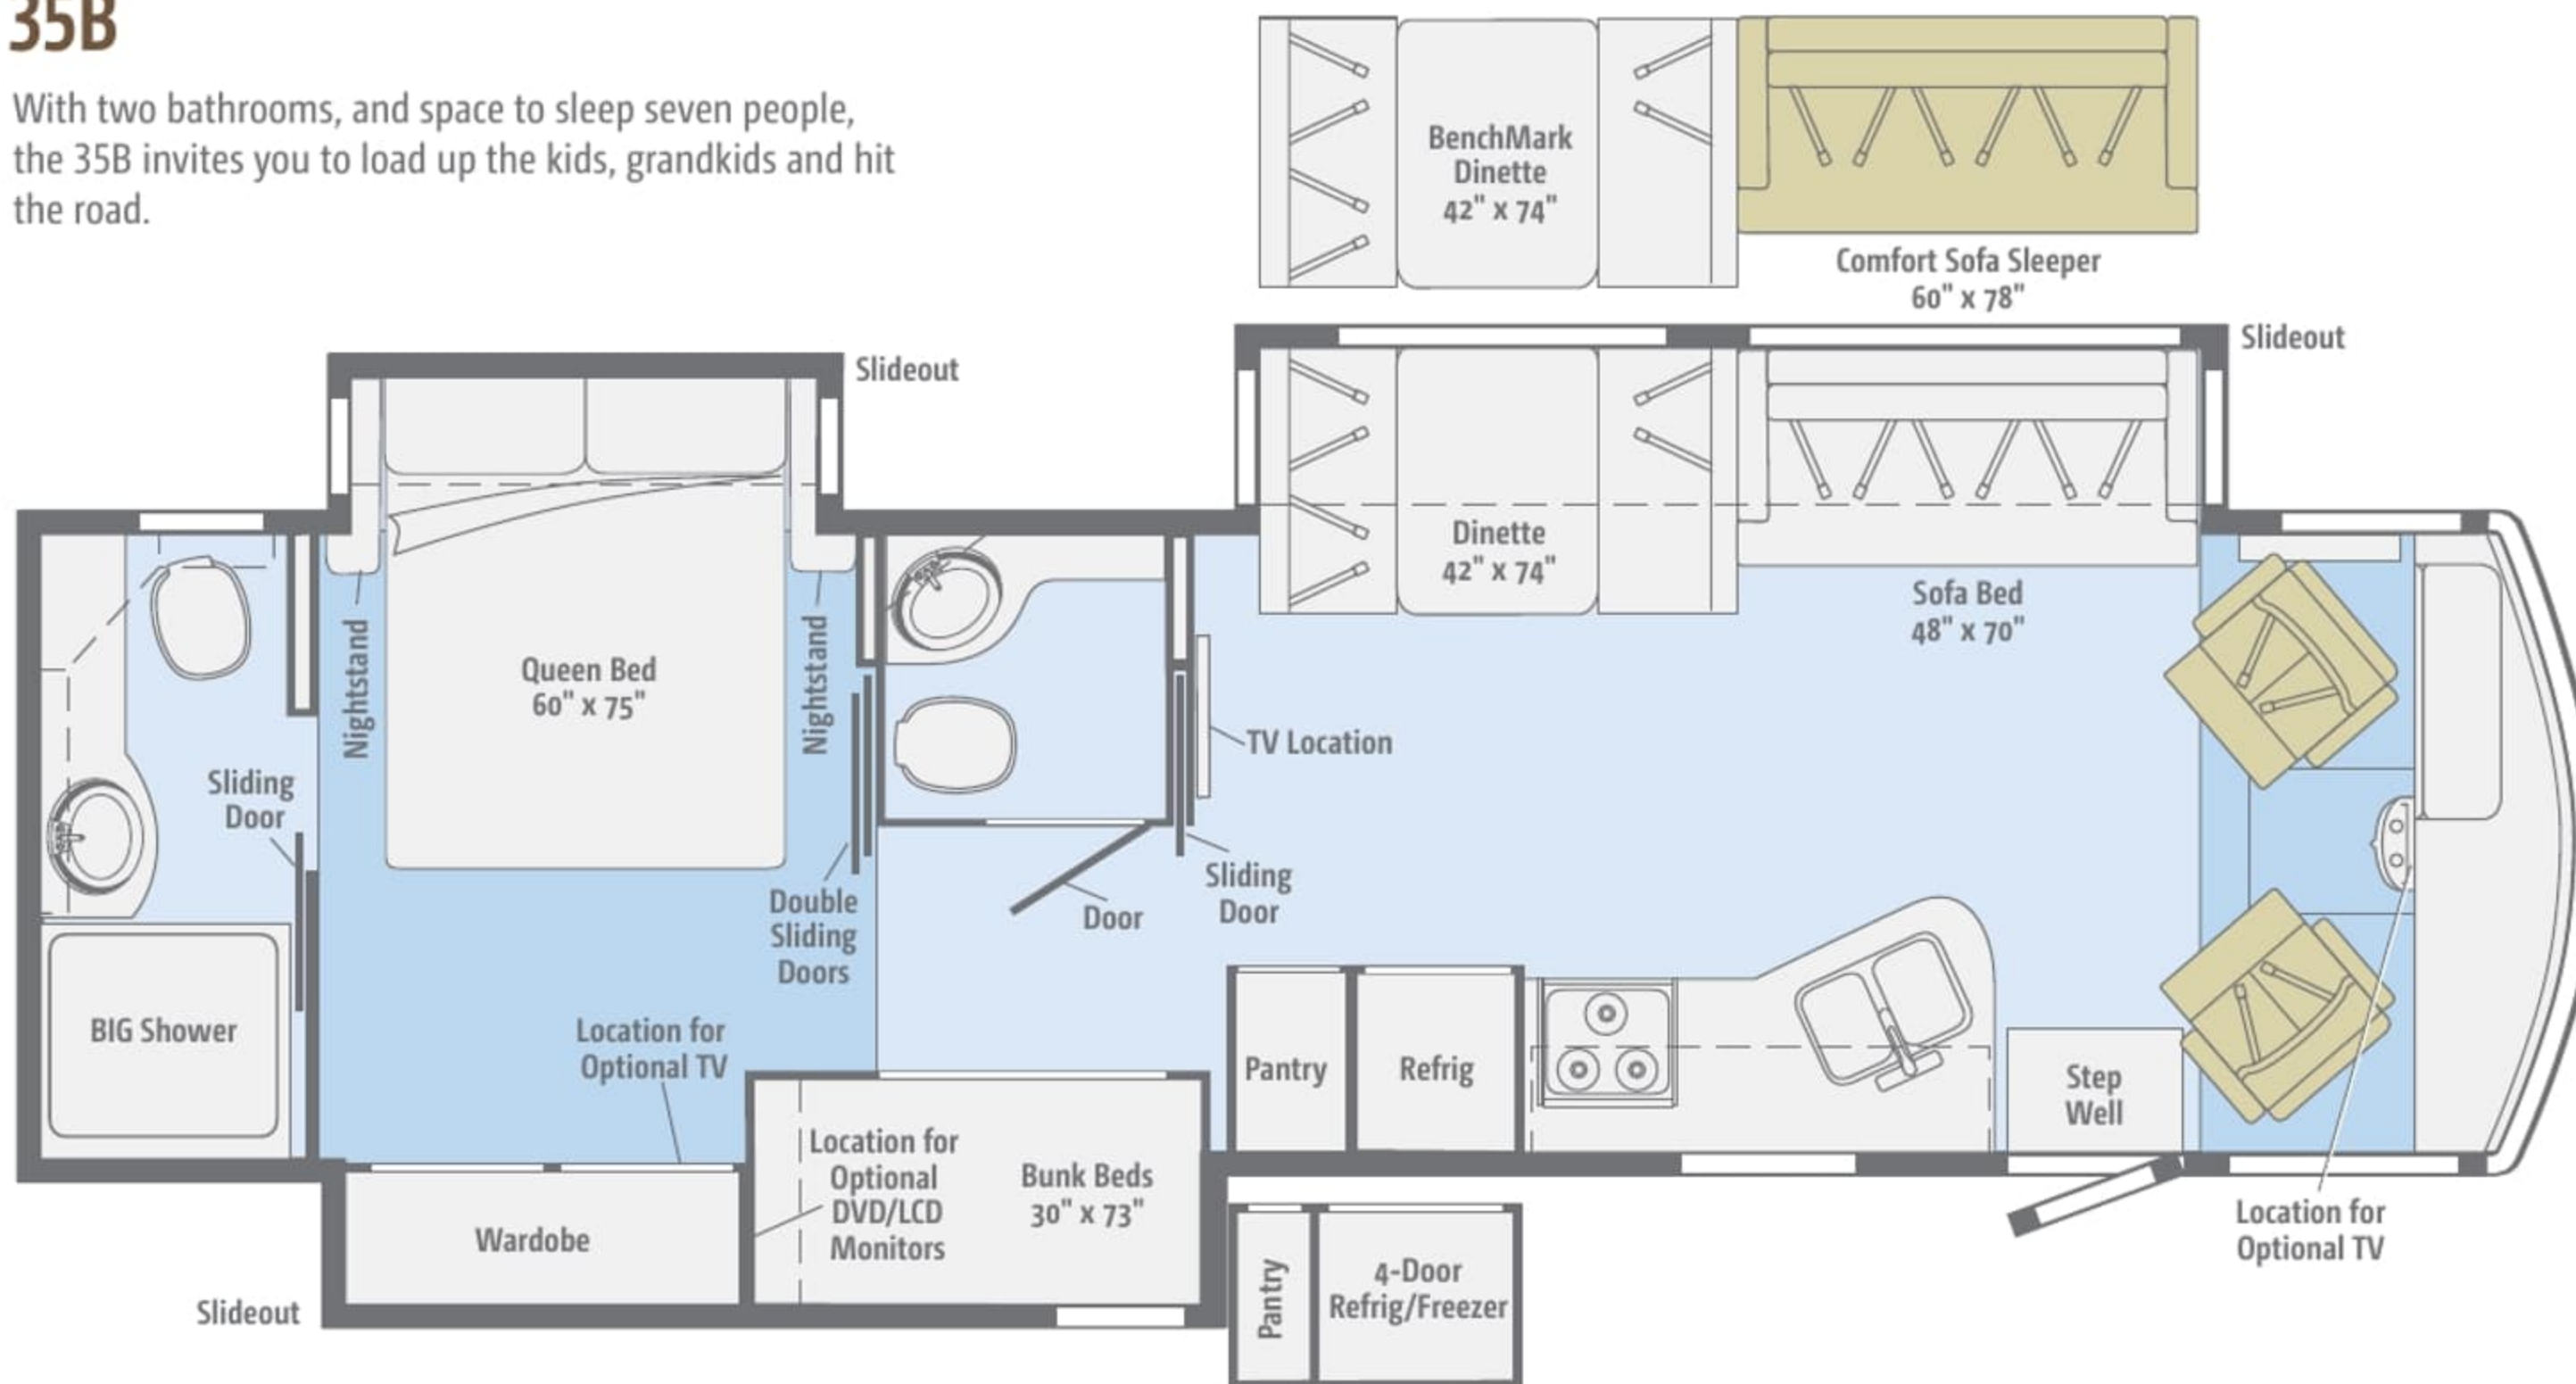 35B
With two bathrooms, and space to sleep seven people,
the 35B invites you to load up the kids, grandkids and hit
the road.
BenchMark
Dinette
42" x 74"
Comfort Sofa Sleeper
60" x 78"
Slideout
Slideout
Dinette
42" x 74"
Sofa Bed
48" x 70"
Nightstand
Queen Bed
60" x 75"
Nightstand
TV Location
Sliding
Door
Double
Sliding
Doors
Door
Sliding
Door
BIG Shower
Location for
Optional TV
Pantry
Refrig
Step
Well
Location for
Optional
DVD/LCD
Monitors
Bunk Beds
30" x 73"
Wardobe
Location for
Optional TV
Slideout
Pantry
4-Door
Refrig/Freezer